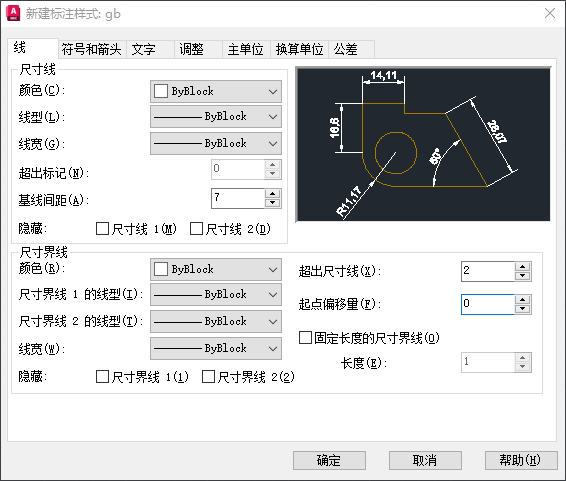 新建标注样式: gb
线 符号和箭头 文字 调整 主单位 换算单位 公差
尺寸线
颜色(C): ByBlock
线型(L): ByBlock
线宽(G): ByBlock
超出标记(N): 0
基线间距(A): 7
隐藏: 尺寸线 1(M) 尺寸线 2(D)
14,11
16,6
28,07
60°
R11,17
尺寸界线
颜色(R): ByBlock
尺寸界线 1 的线型(I): ByBlock
尺寸界线 2 的线型(T): ByBlock
线宽(W): ByBlock
隐藏: 尺寸界线 1(1) 尺寸界线 2(2)
超出尺寸线(X): 2
起点偏移量(F): 0
固定长度的尺寸界线(O)
长度(E): 1
确定 取消 帮助(H)